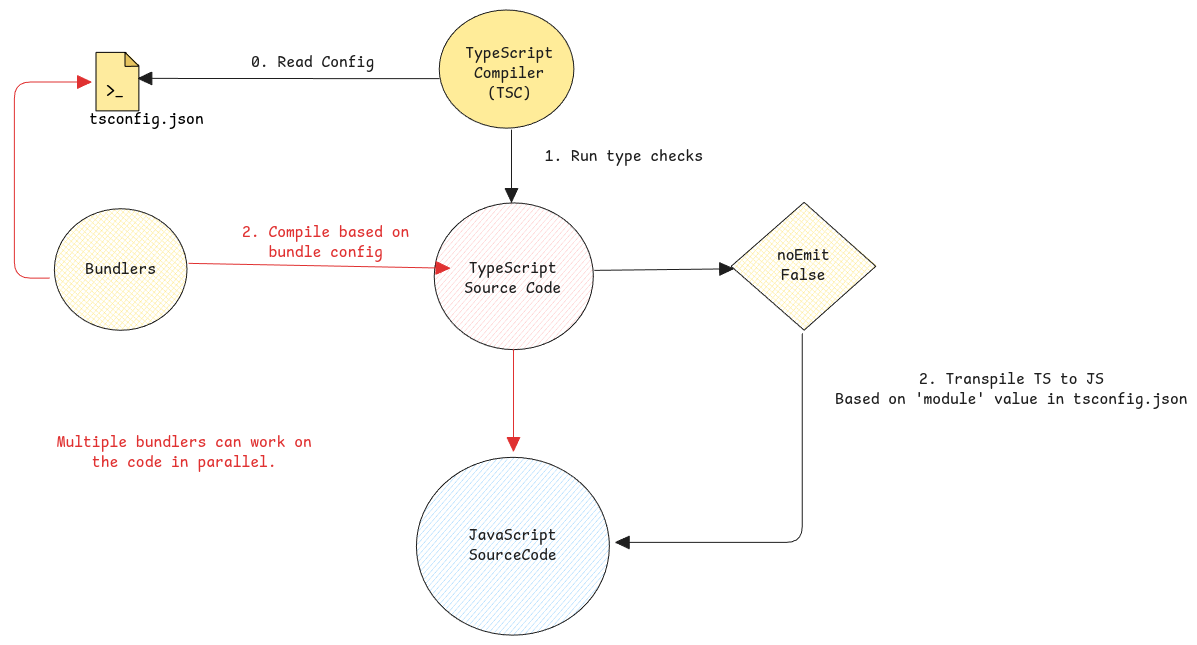 TypeScript
Compiler
(TSC)
0. Read Config
>_
tsconfig.json
1. Run type checks
Bundlers
2. Compile based on
bundle config
TypeScript
Source Code
noEmit
False
2. Transpile TS to JS
Based on 'module' value in tsconfig.json
Multiple bundlers can work on
the code in parallel.
JavaScript
SourceCode